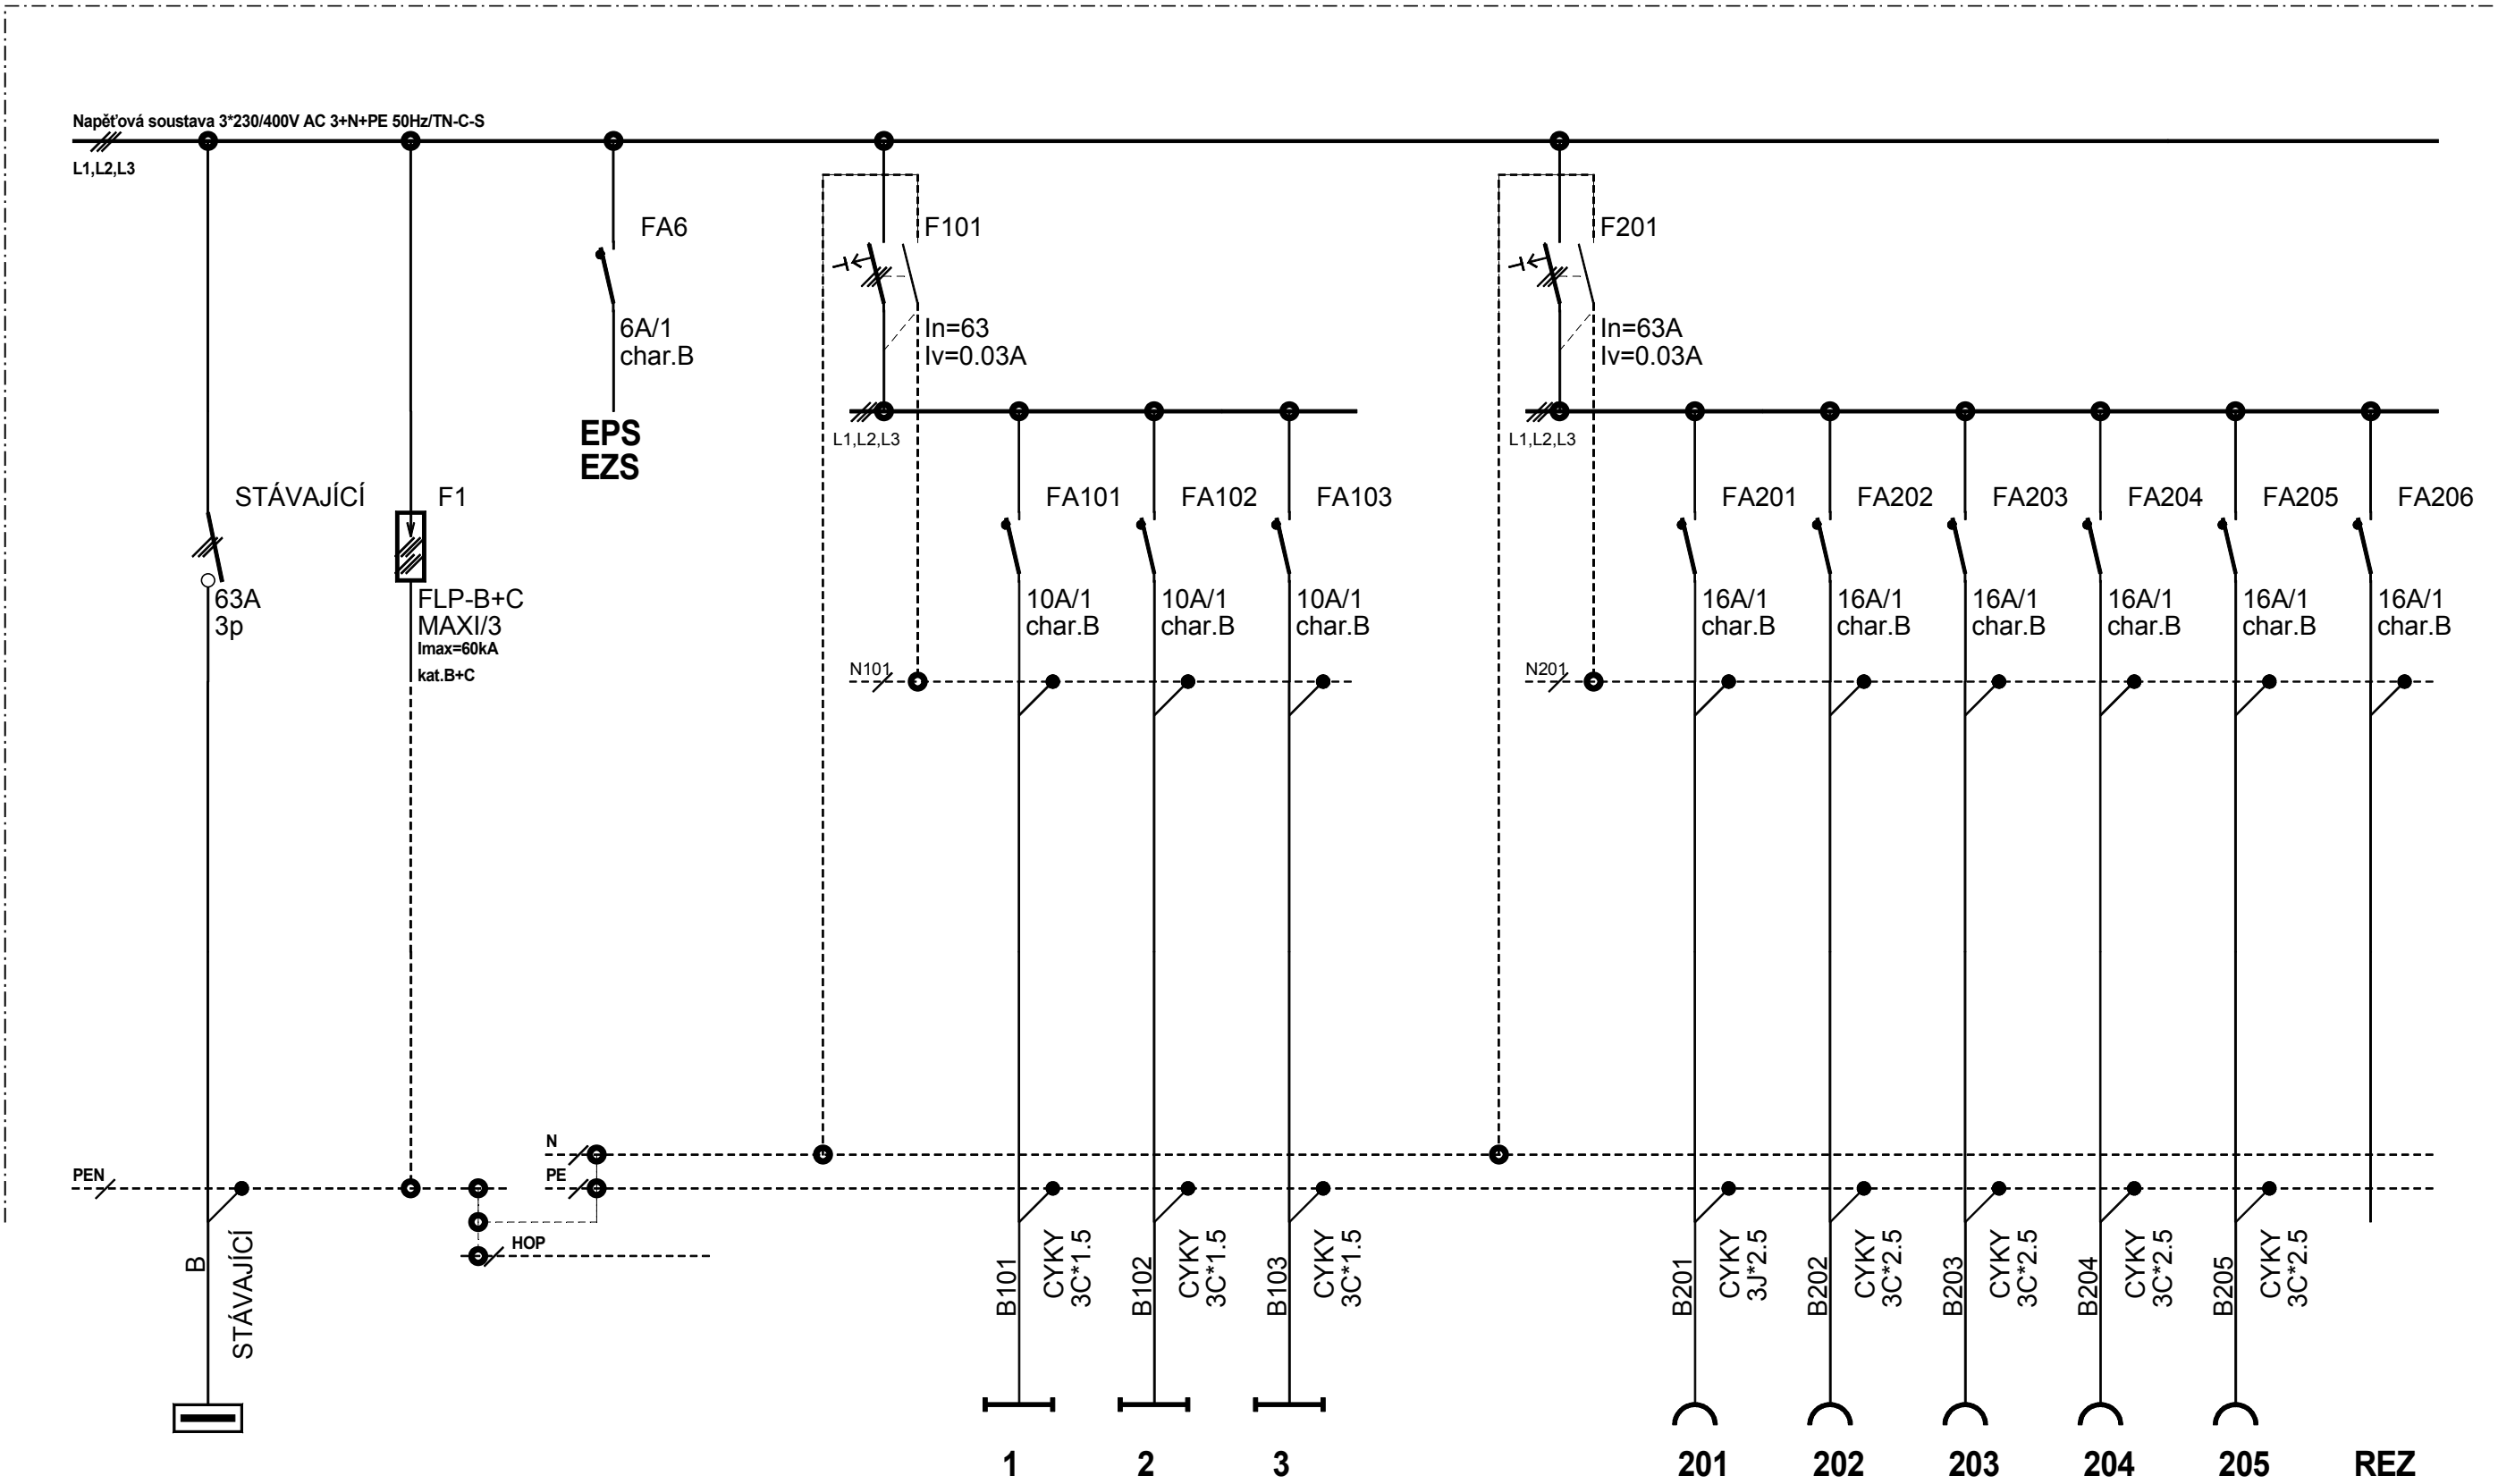 Napěťová soustava 3*230/400V AC 3+N+PE 50Hz/TN-C-S
L1,L2,L3
FA6
6A/1
char.B
EPS
EZS
F101
In=63
Iv=0.03A
L1,L2,L3
F201
In=63A
Iv=0.03A
L1,L2,L3
STÁVAJÍCÍ
63A
3p
F1
FLP-B+C
MAXI/3
Imax=60kA
kat.B+C
FA101
10A/1
char.B
FA102
10A/1
char.B
FA103
10A/1
char.B
FA201
16A/1
char.B
FA202
16A/1
char.B
FA203
16A/1
char.B
FA204
16A/1
char.B
FA205
16A/1
char.B
FA206
16A/1
char.B
N101
N201
N
PE
PEN
HOP
B
STÁVAJÍCÍ
B101
CYKY
3C*1.5
B102
CYKY
3C*1.5
B103
CYKY
3C*1.5
B201
CYKY
3J*2.5
B202
CYKY
3C*2.5
B203
CYKY
3C*2.5
B204
CYKY
3C*2.5
B205
CYKY
3C*2.5
1
2
3
201
202
203
204
205
REZ